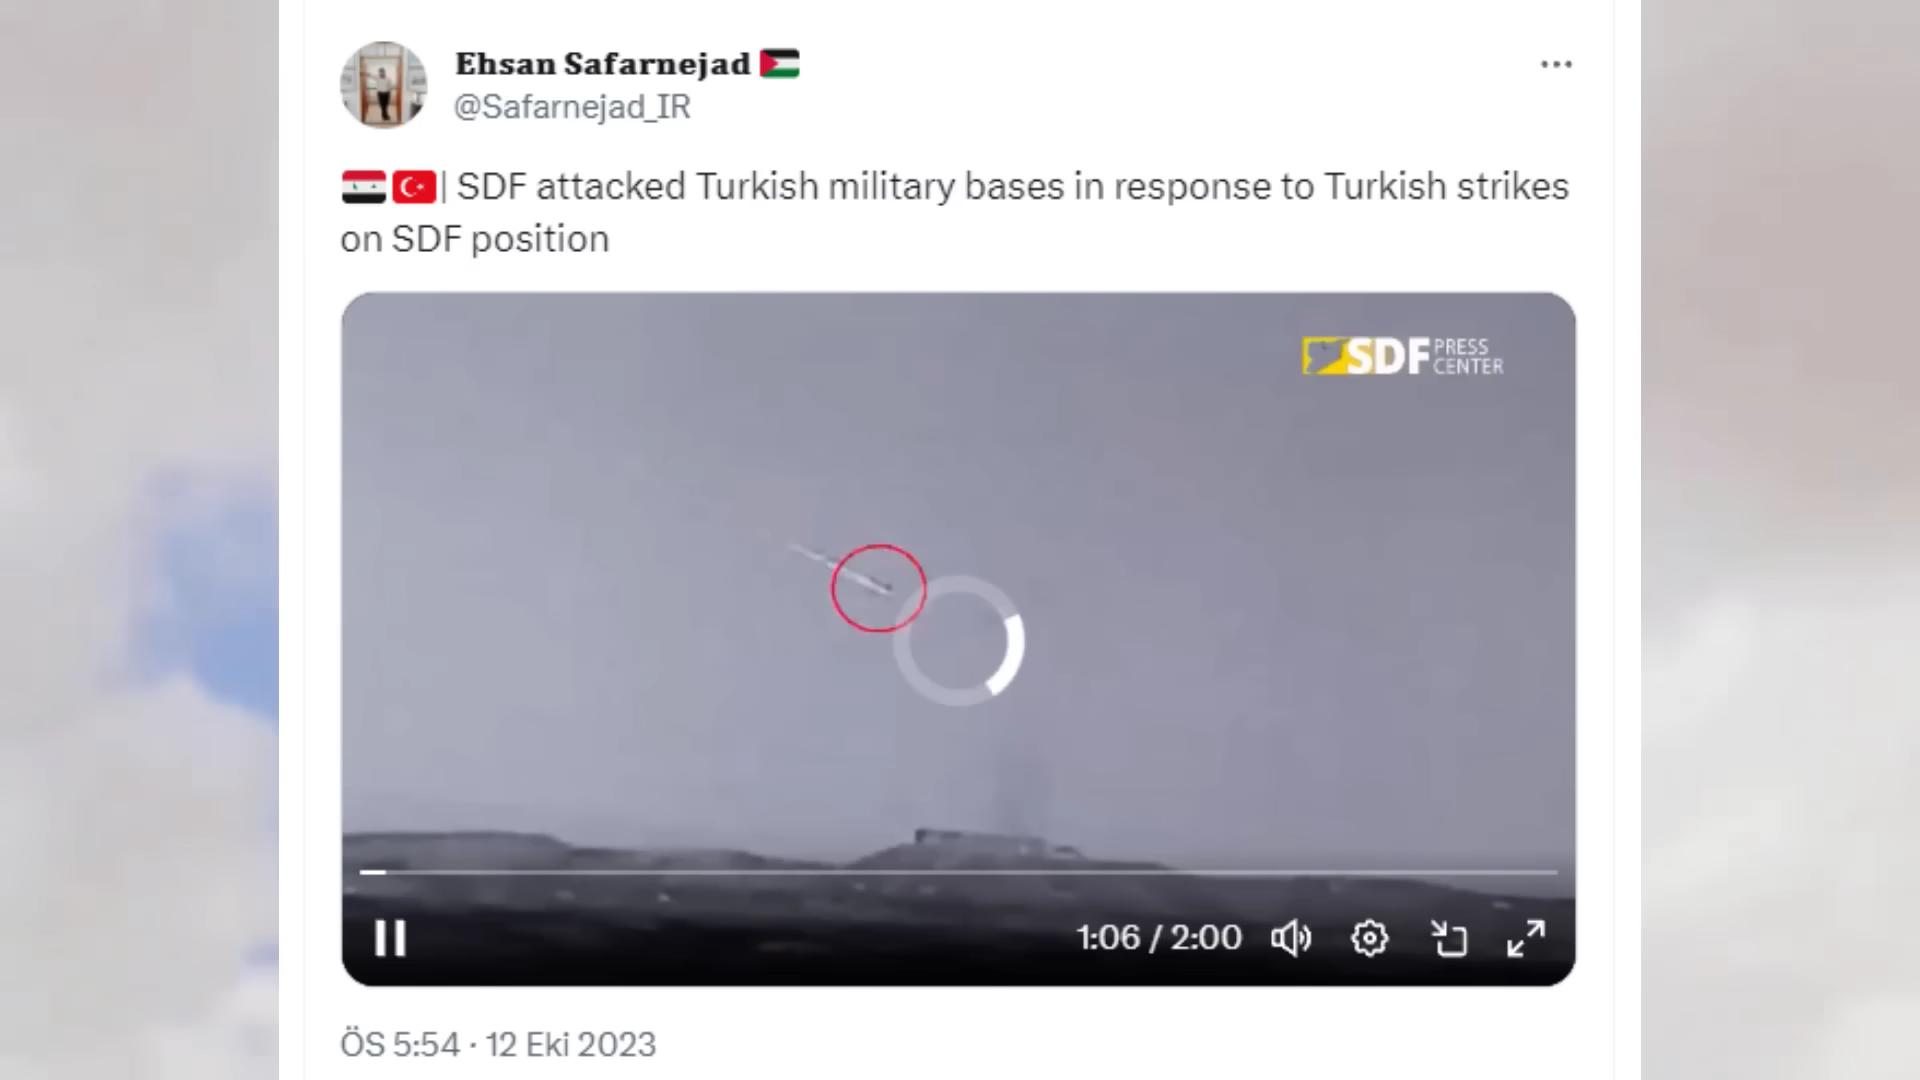 Ehsan Safarnejad
@Safarnejad_IR
| SDF attacked Turkish military bases in response to Turkish strikes
on SDF position
SDF PRESS
CENTER
1:06 / 2:00
ÖS 5:54 · 12 Eki 2023